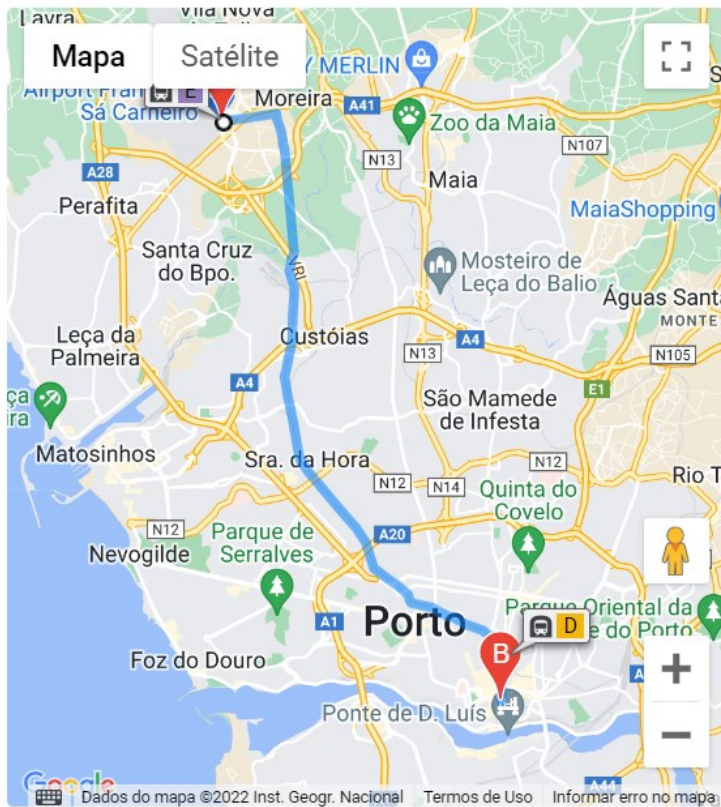 Mapa
Satélite
Vila Nova
Lavra
Y MERLIN
Airport Fran
Sá Carneiro
E
Moreira
A41
Zoo da Maia
N107
A28
N13
Maia
Perafita
MaiaShopping
Santa Cruz
do Bpo.
Mosteiro de
Leça do Balio
VRI
Águas Sant
MONTE
Leça da
Palmeira
Custóias
A4
N13
N105
A4
E1
São Mamede
de Infesta
Matosinhos
Sra. da Hora
N12
N14
N12
Rio T
Quinta do
Covelo
N12
Nevogilde
Parque de
Serralves
A20
A1
Porto
Parque Oriental da
e do Porto
D
B
Foz do Douro
Ponte de D. Luís
A44
Google
Dados do mapa ©2022 Inst. Geogr. Nacional
Termos de Uso
Informar erro no mapa